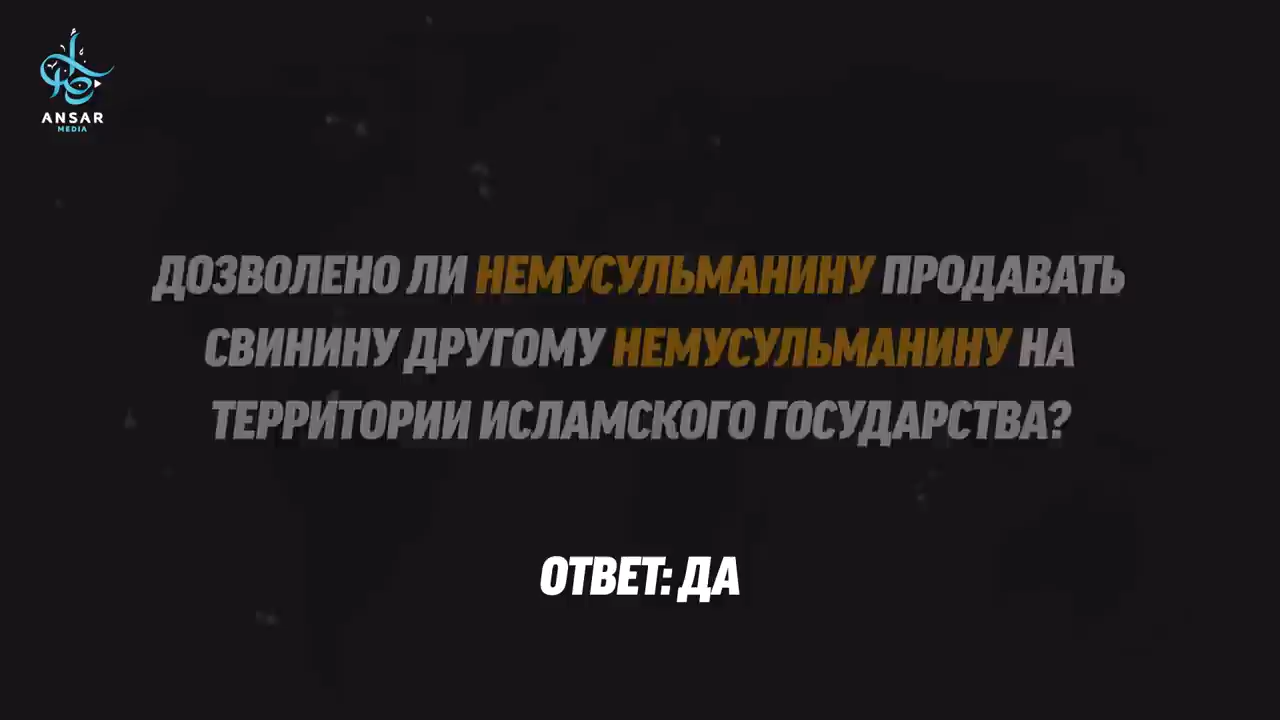 ANSAR
MEDIA
ДОЗВОЛЕНО ЛИ НЕМУСУЛЬМАНИНУ ПРОДАВАТЬ
СВИНИНУ ДРУГОМУ НЕМУСУЛЬМАНИНУ НА
ТЕРРИТОРИИ ИСЛАМСКОГО ГОСУДАРСТВА?
ОТВЕТ: ДА